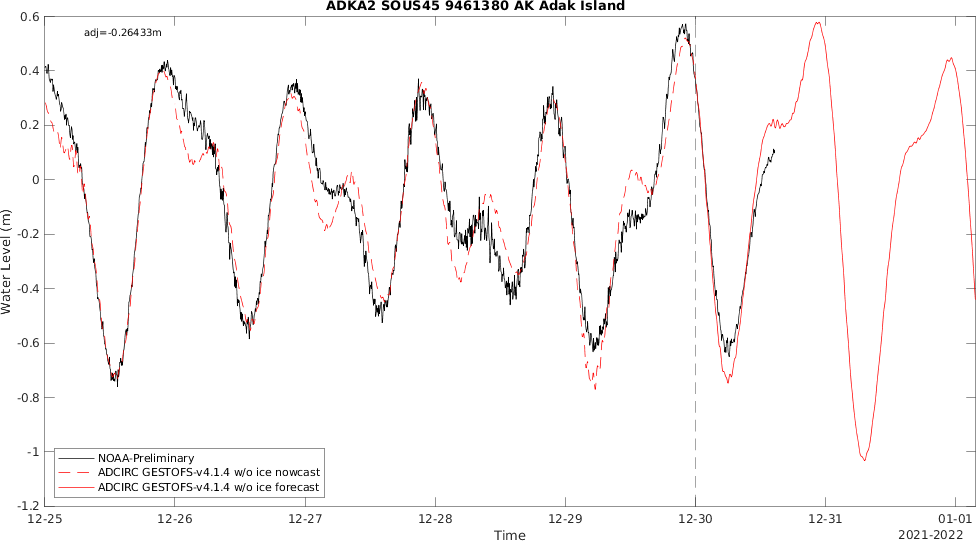 ADKA2 SOUS45 9461380 AK Adak Island
adj=-0.26433m
0.6
0.4
0.2
0
-0.2
-0.4
-0.6
-0.8
-1
-1.2
Water Level (m)
NOAA-Preliminary
ADCIRC GESTOFS-v4.1.4 w/o ice nowcast
ADCIRC GESTOFS-v4.1.4 w/o ice forecast
12-25 12-26 12-27 12-28 12-29 12-30 12-31 01-01
Time
2021-2022